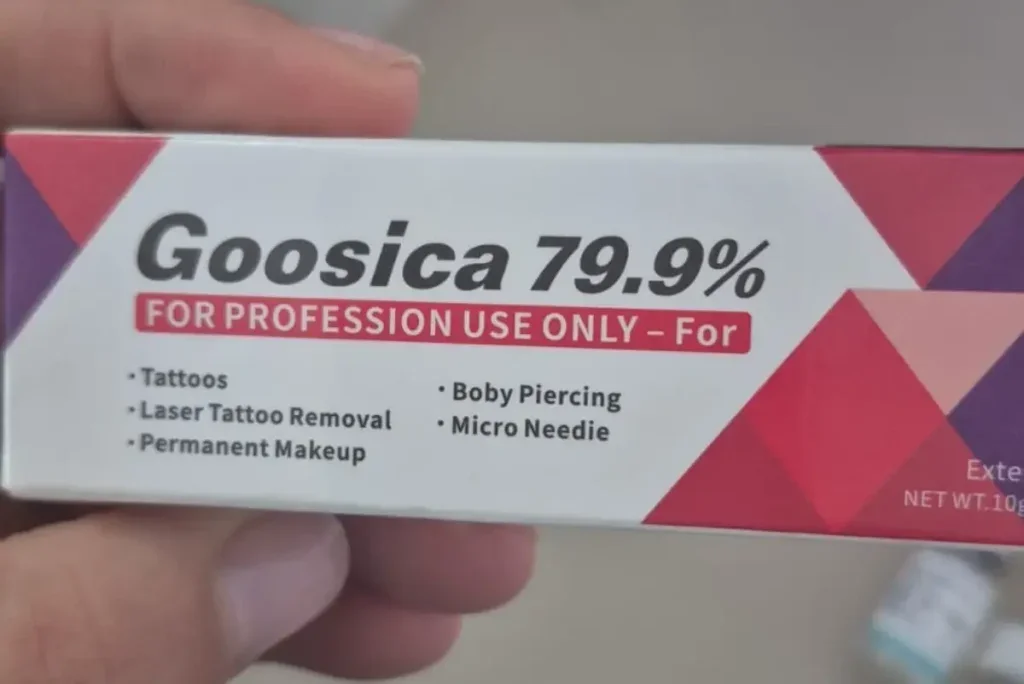 Goosica 79.9%
FOR PROFESSION USE ONLY – For
· Tattoos
· Laser Tattoo Removal
· Permanent Makeup
· Boby Piercing
· Micro Needie
NET WT.10g